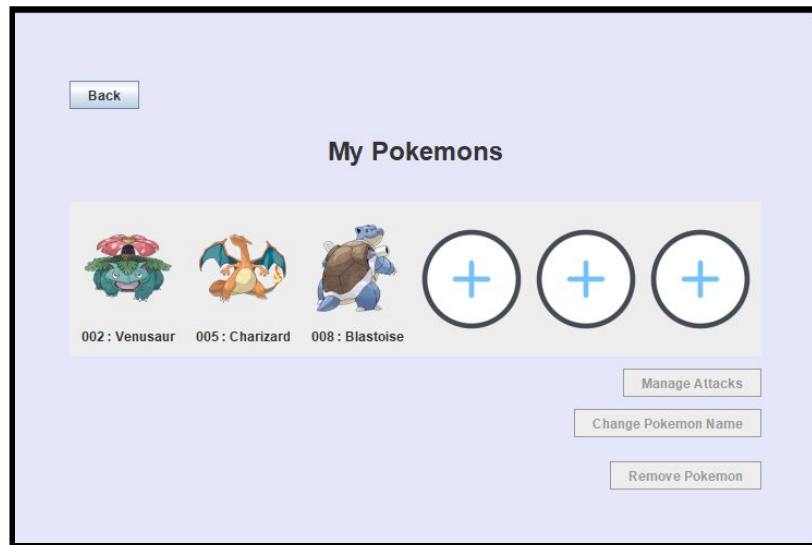 Back
My Pokemons
002 : Venusaur
005 : Charizard
008 : Blastoise
Manage Attacks
Change Pokemon Name
Remove Pokemon